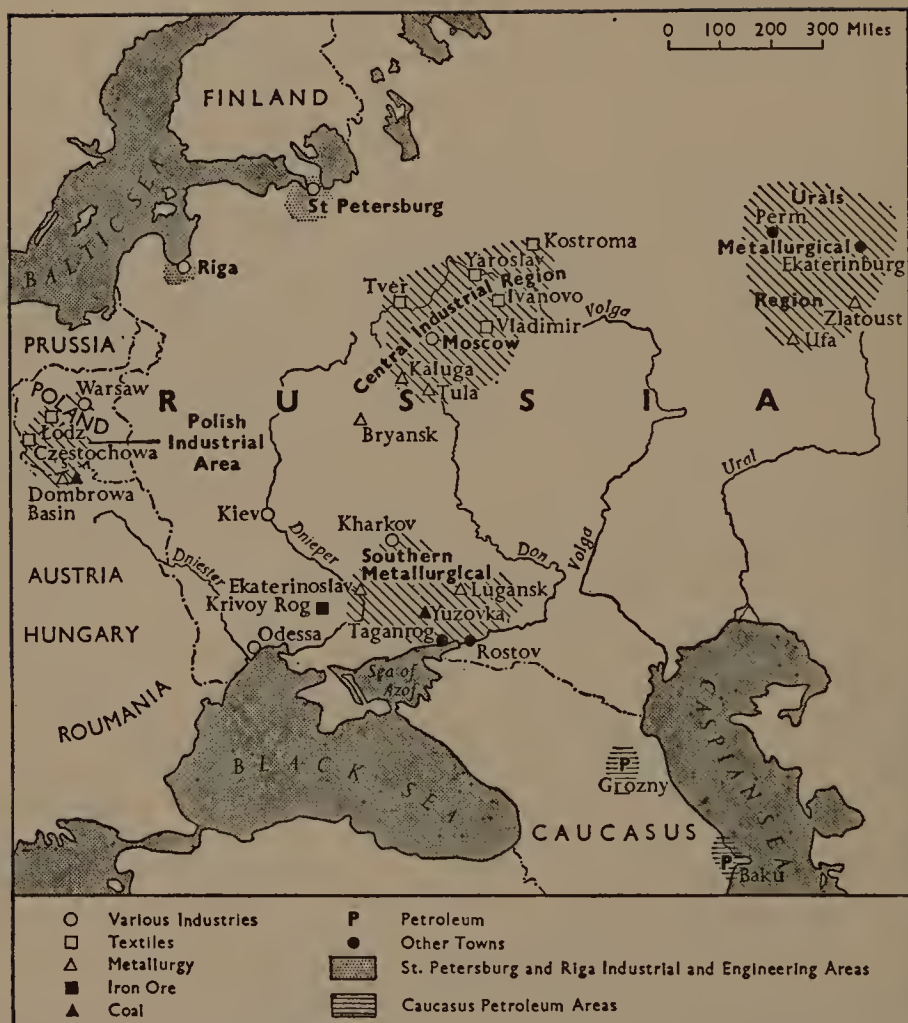 0 100 200 300 Miles
FINLAND
BALTIC SEA
St Petersburg
Riga
PRUSSIA
Urals
Perm
Metallurgical
Ekaterinburg
Region
Zlatoust
Ufa
Kostroma
Yaroslav
Tver
Central Industrial Region
Ivanovo
Vladimir
Moscow
Volga
Kaluga
Tula
RUSSIA
Bryansk
POLAND
Warsaw
Łodz
Polish
Industrial
Area
Częstochowa
Dombrowa
Basin
Kiev
Dnieper
Kharkov
Southern
Metallurgical
Don
Volga
Ural
Dniester
Ekaterinoslav
Lugansk
Krivoy Rog
Yuzovka
Taganrog
Rostov
Odessa
Sea of
Azof
AUSTRIA
HUNGARY
ROUMANIA
BLACK SEA
CASPIAN SEA
P
Grozny
CAUCASUS
P
Baku
Various Industries
Textiles
Metallurgy
Iron Ore
Coal
P Petroleum
Other Towns
St. Petersburg and Riga Industrial and Engineering Areas
Caucasus Petroleum Areas